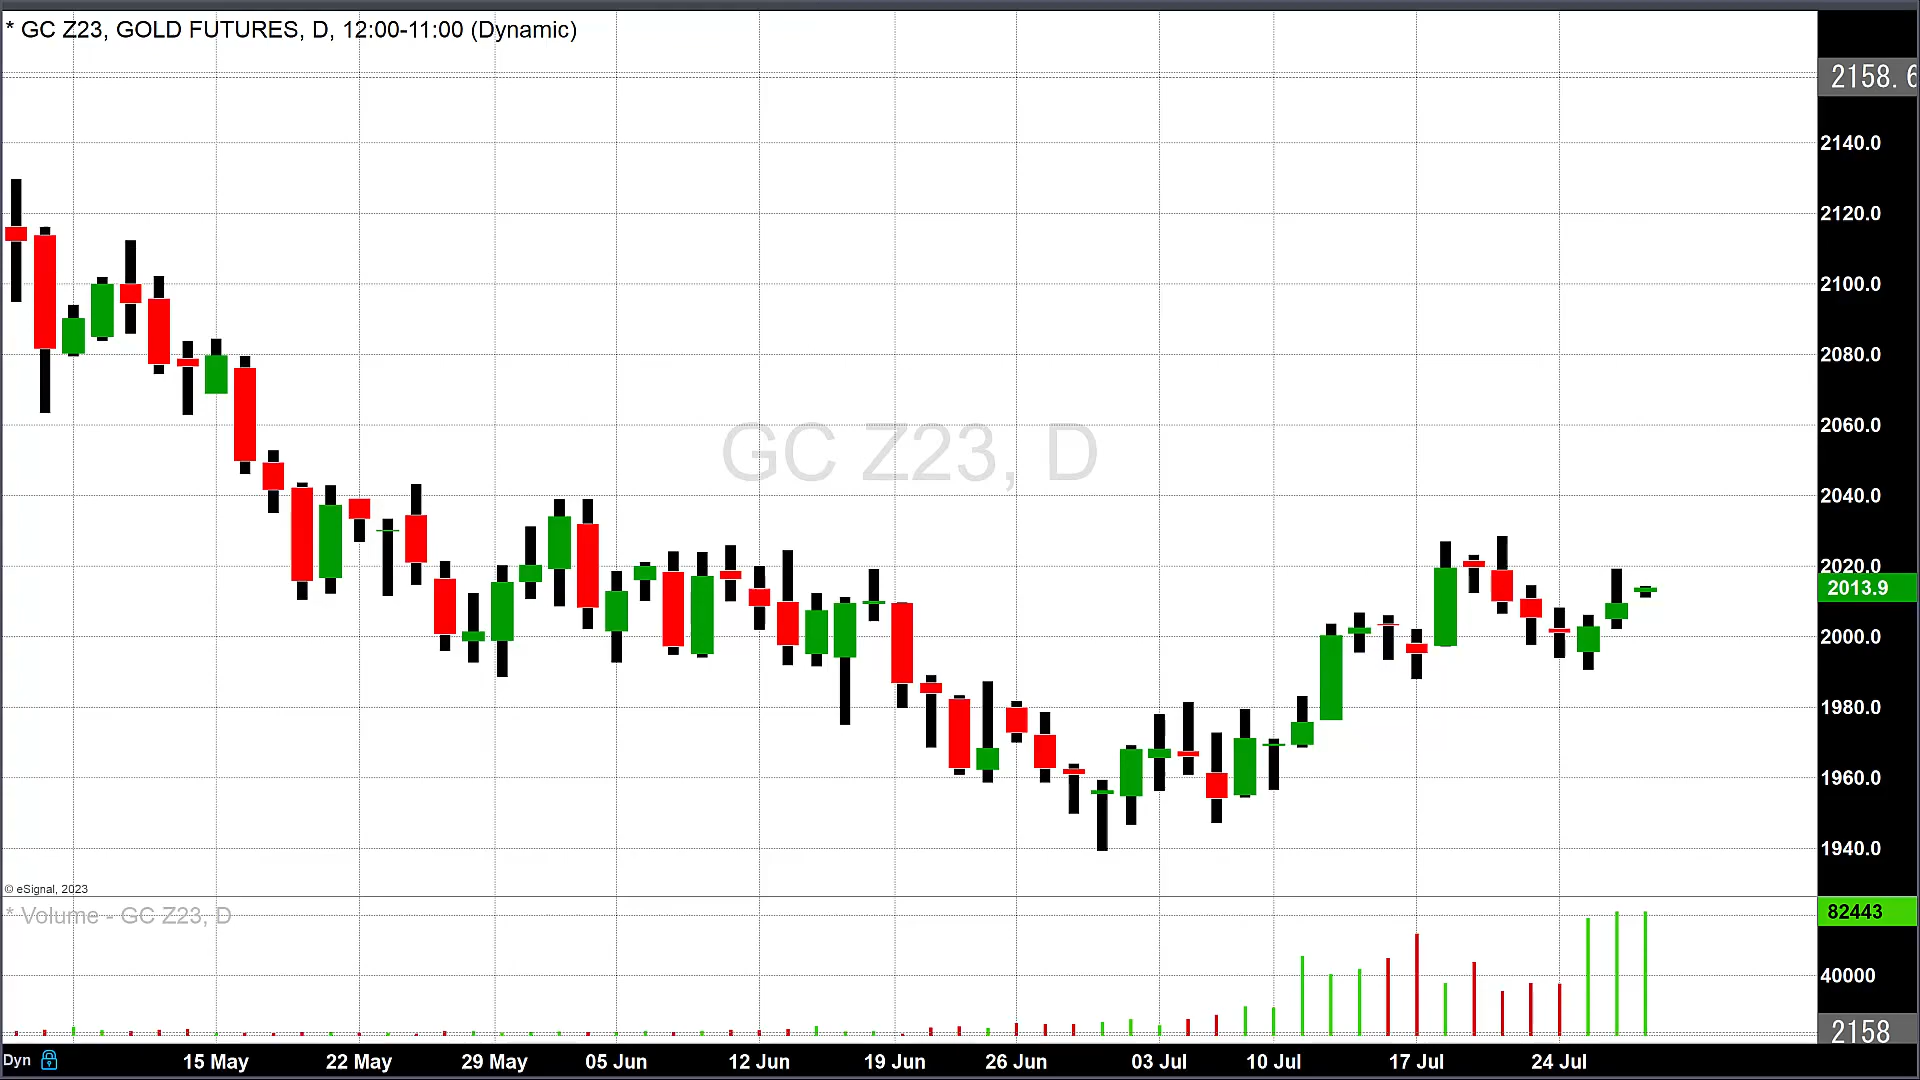 * GC Z23, GOLD FUTURES, D, 12:00-11:00 (Dynamic)
2158.6
2140.0
2120.0
2100.0
2080.0
2060.0
GC Z23, D
2040.0
2020.0
2013.9
2000.0
1980.0
1960.0
1940.0
© eSignal, 2023
* Volume - GC Z23, D
82443
40000
2158
Dyn
15 May 22 May 29 May 05 Jun 12 Jun 19 Jun 26 Jun 03 Jul 10 Jul 17 Jul 24 Jul